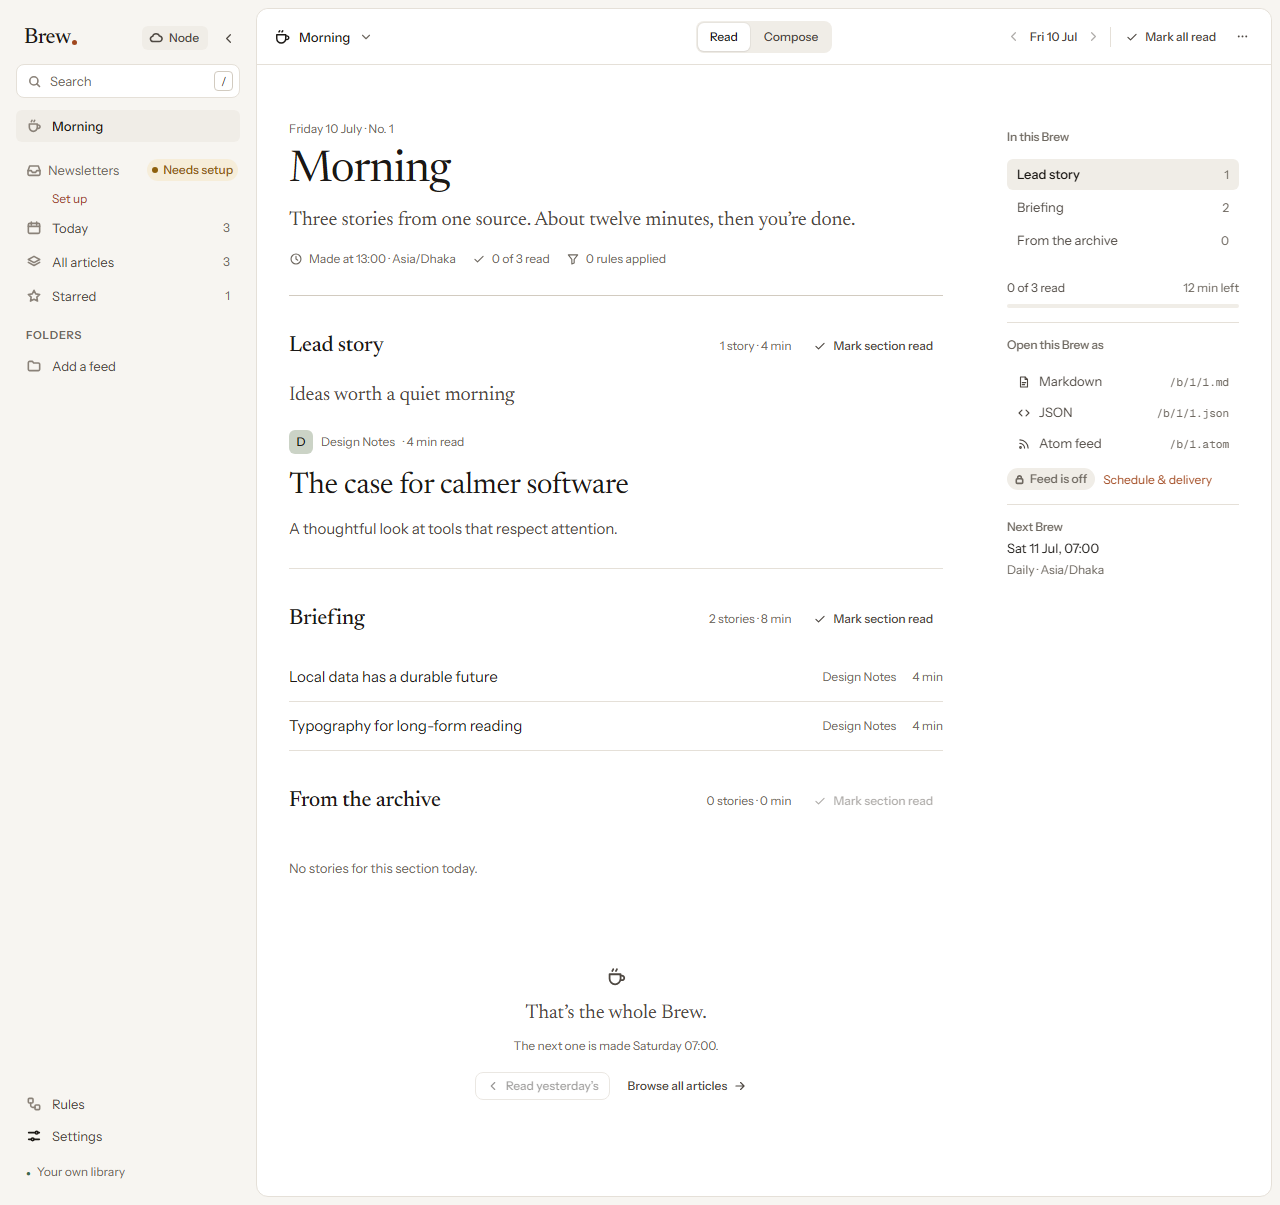 Brew.
Node
Search
/
Morning
Newsletters
Needs setup
Set up
Today 3
All articles 3
Starred 1
FOLDERS
Add a feed
Rules
Settings
Your own library
Morning
Read
Compose
Fri 10 Jul
Mark all read
Friday 10 July · No. 1
Morning
Three stories from one source. About twelve minutes, then you’re done.
Made at 13:00 · Asia/Dhaka
0 of 3 read
0 rules applied
Lead story
1 story · 4 min
Mark section read
Ideas worth a quiet morning
D
Design Notes · 4 min read
The case for calmer software
A thoughtful look at tools that respect attention.
Briefing
2 stories · 8 min
Mark section read
Local data has a durable future
Design Notes 4 min
Typography for long-form reading
Design Notes 4 min
From the archive
0 stories · 0 min
Mark section read
No stories for this section today.
That’s the whole Brew.
The next one is made Saturday 07:00.
Read yesterday’s
Browse all articles
In this Brew
Lead story 1
Briefing 2
From the archive 0
0 of 3 read
12 min left
Open this Brew as
Markdown /b/1/1.md
JSON /b/1/1.json
Atom feed /b/1.atom
Feed is off
Schedule & delivery
Next Brew
Sat 11 Jul, 07:00
Daily · Asia/Dhaka